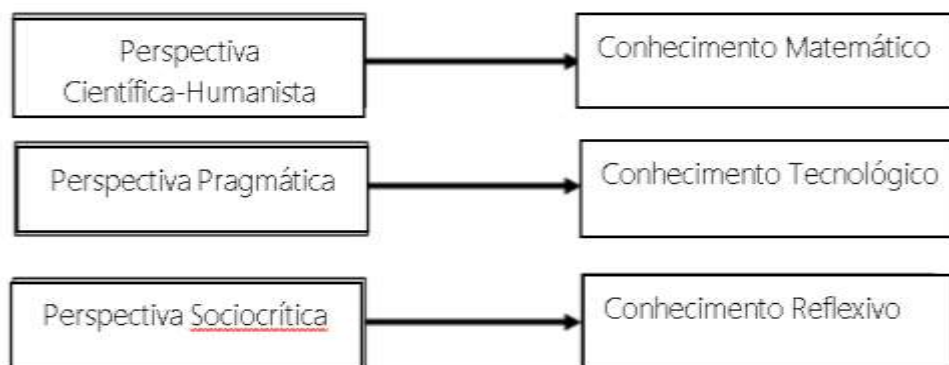 Perspectiva
Científica-Humanista
Conhecimento Matemático
Perspectiva Pragmática
Conhecimento Tecnológico
Perspectiva Sociocrítica
Conhecimento Reflexivo